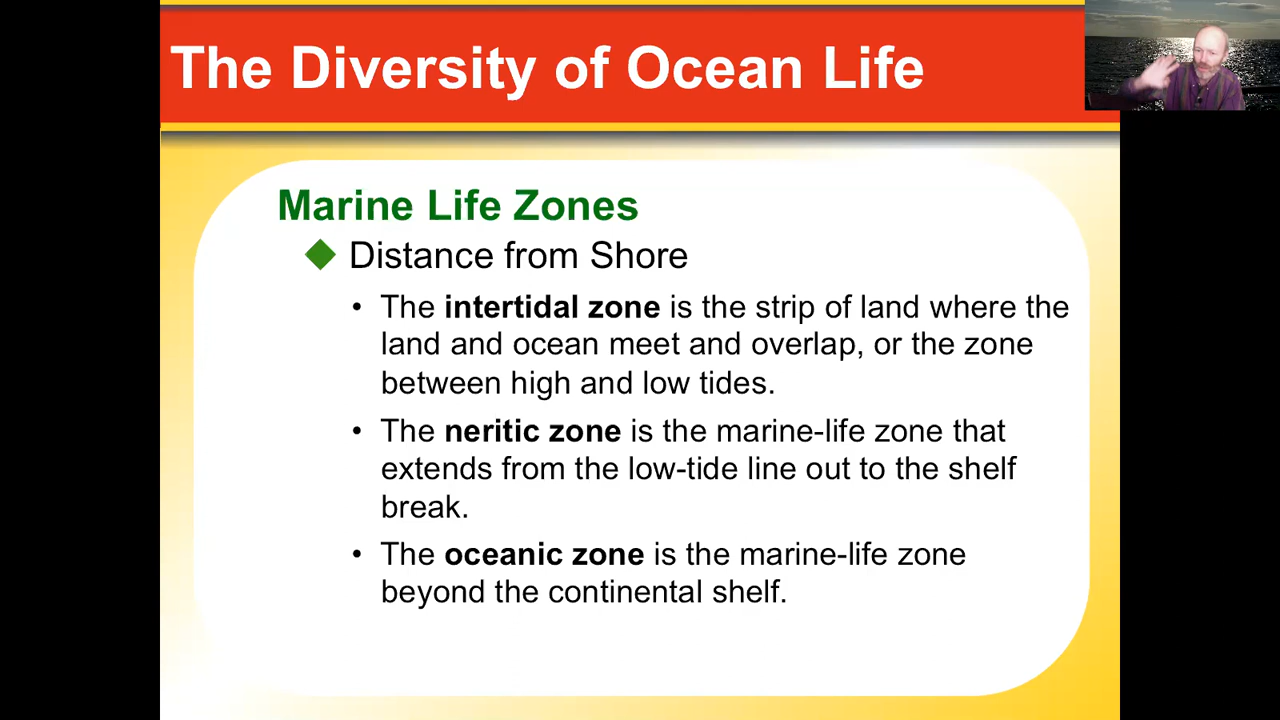 The Diversity of Ocean Life
Marine Life Zones
Distance from Shore
• The intertidal zone is the strip of land where the
land and ocean meet and overlap, or the zone
between high and low tides.
• The neritic zone is the marine-life zone that
extends from the low-tide line out to the shelf
break.
• The oceanic zone is the marine-life zone
beyond the continental shelf.